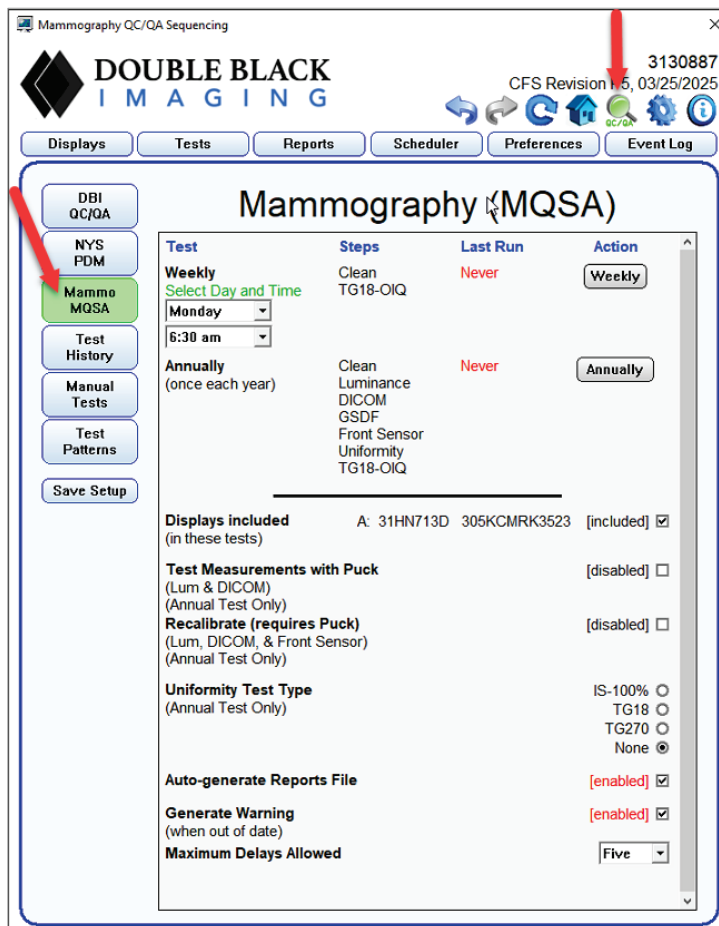 Mammography QC/QA Sequencing
DOUBLE BLACK
IMAGING
3130887
CFS Revision 5, 03/25/2025
QC/QA
Displays Tests Reports Scheduler Preferences Event Log
DBI
QC/QA
NYS
PDM
Mammo
MQSA
Test
History
Manual
Tests
Test
Patterns
Save Setup
Mammography (MQSA)
Test Steps Last Run Action
Weekly Clean Never Weekly
Select Day and Time TG18-OIQ
Monday
6:30 am
Annually Clean Never Annually
(once each year) Luminance
DICOM
GSDF
Front Sensor
Uniformity
TG18-OIQ
Displays included A: 31HN713D 305KCMRK3523 [included]
(in these tests)
Test Measurements with Puck [disabled]
(Lum & DICOM)
(Annual Test Only)
Recalibrate (requires Puck) [disabled]
(Lum, DICOM, & Front Sensor)
(Annual Test Only)
Uniformity Test Type IS-100%
(Annual Test Only) TG18
TG270
None
Auto-generate Reports File [enabled]
Generate Warning [enabled]
(when out of date)
Maximum Delays Allowed Five